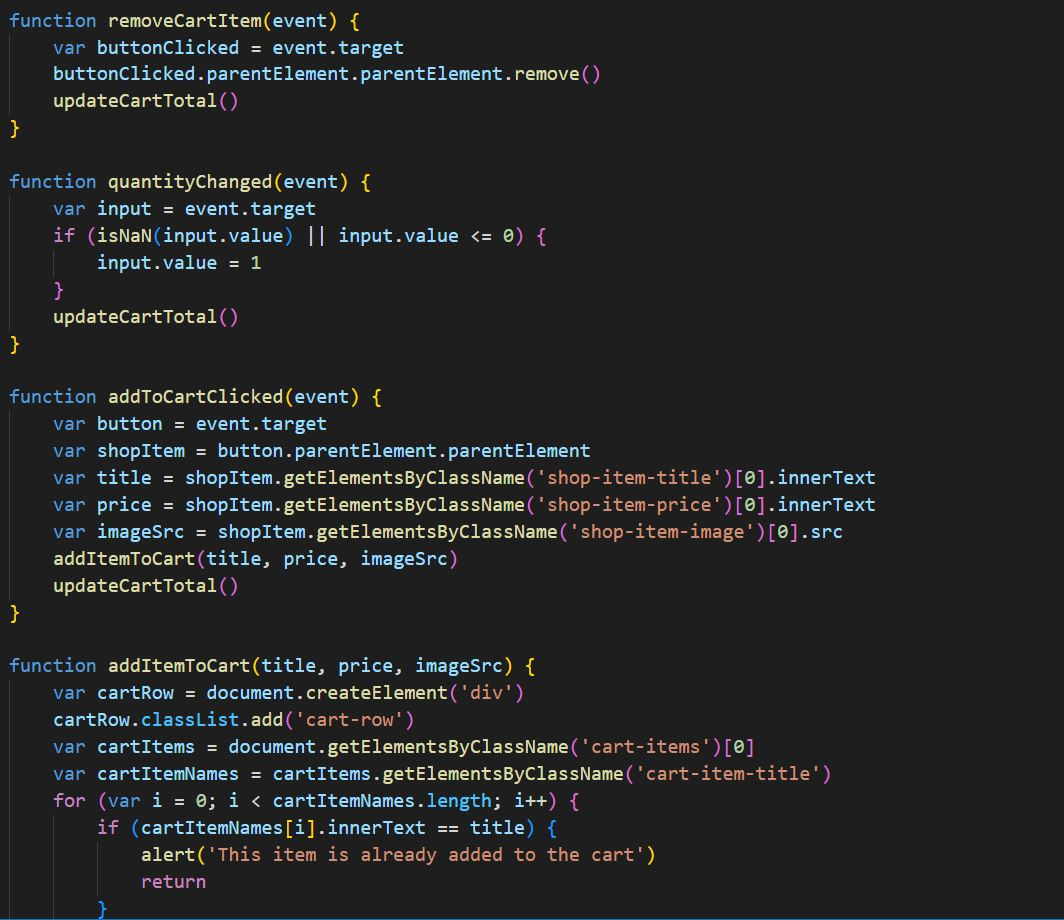 function removeCartItem(event) {
    var buttonClicked = event.target
    buttonClicked.parentElement.parentElement.remove()
    updateCartTotal()
}

function quantityChanged(event) {
    var input = event.target
    if (isNaN(input.value) || input.value <= 0) {
        input.value = 1
    }
    updateCartTotal()
}

function addToCartClicked(event) {
    var button = event.target
    var shopItem = button.parentElement.parentElement
    var title = shopItem.getElementsByClassName('shop-item-title')[0].innerText
    var price = shopItem.getElementsByClassName('shop-item-price')[0].innerText
    var imageSrc = shopItem.getElementsByClassName('shop-item-image')[0].src
    addItemToCart(title, price, imageSrc)
    updateCartTotal()
}

function addItemToCart(title, price, imageSrc) {
    var cartRow = document.createElement('div')
    cartRow.classList.add('cart-row')
    var cartItems = document.getElementsByClassName('cart-items')[0]
    var cartItemNames = cartItems.getElementsByClassName('cart-item-title')
    for (var i = 0; i < cartItemNames.length; i++) {
        if (cartItemNames[i].innerText == title) {
            alert('This item is already added to the cart')
            return
        }